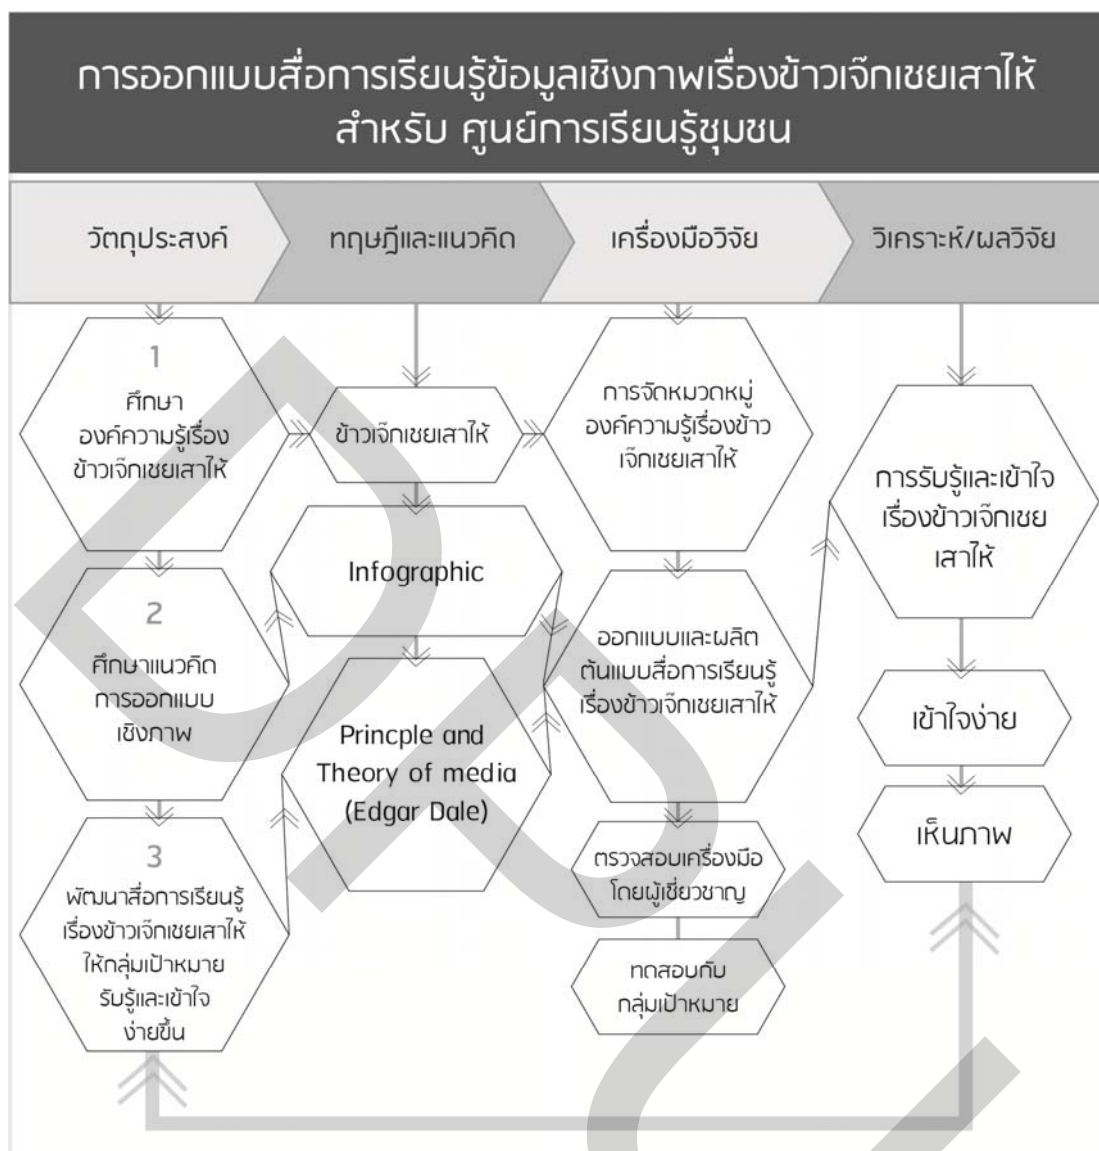 การออกแบบสื่อการเรียนรู้ข้อมูลเชิงภาพเรื่องข้าวเจ๊กเชยเสาไห้
สำหรับ ศูนย์การเรียนรู้ชุมชน
วัตถุประสงค์
ทฤษฎีและแนวคิด
เครื่องมือวิจัย
วิเคราะห์/ผลวิจัย
1
ศึกษา
องค์ความรู้เรื่อง
ข้าวเจ๊กเชยเสาไห้
2
ศึกษาแนวคิด
การออกแบบ
เชิงภาพ
3
พัฒนาสื่อการเรียนรู้
เรื่องข้าวเจ๊กเชยเสาไห้
ให้กลุ่มเป้าหมาย
รับรู้และเข้าใจ
ง่ายขึ้น
ข้าวเจ๊กเชยเสาไห้
Infographic
Princple and
Theory of media
(Edgar Dale)
การจัดหมวดหมู่
องค์ความรู้เรื่องข้าว
เจ๊กเชยเสาไห้
ออกแบบและผลิต
ต้นแบบสื่อการเรียนรู้
เรื่องข้าวเจ๊กเชยเสาไห้
ตรวจสอบเครื่องมือ
โดยผู้เชี่ยวชาญ
ทดสอบกับ
กลุ่มเป้าหมาย
การรับรู้และเข้าใจ
เรื่องข้าวเจ๊กเชย
เสาไห้
เข้าใจง่าย
เห็นภาพ